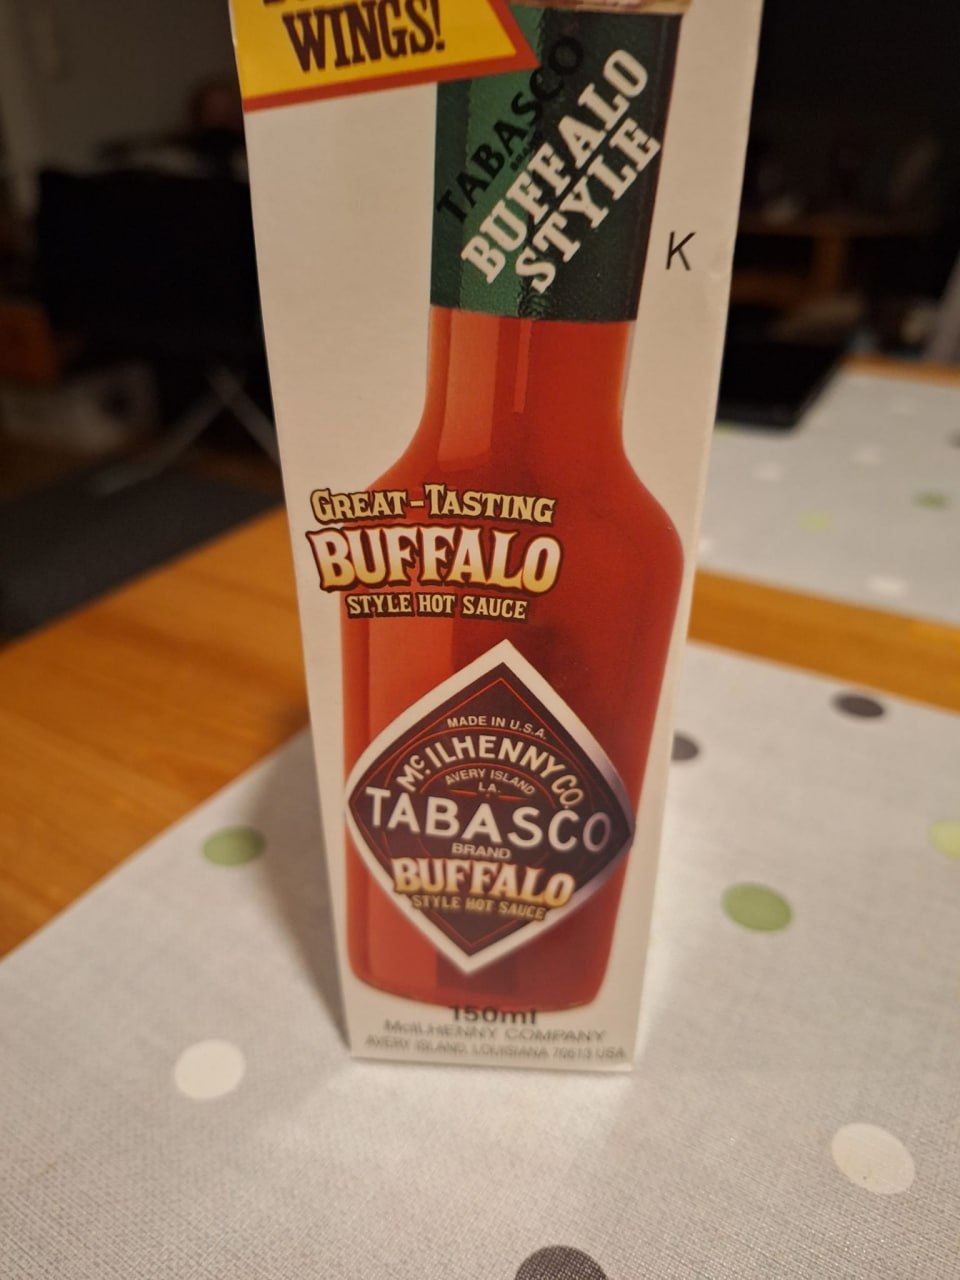 WINGS!
TABASCO
BUFFALO
STYLE
K
GREAT-TASTING
BUFFALO
STYLE HOT SAUCE
MADE IN U.S.A.
McILHENNY CO.
AVERY ISLAND
LA.
TABASCO
BRAND
BUFFALO
STYLE HOT SAUCE
150ml
McILHENNY COMPANY
AVERY ISLAND, LOUISIANA 70513 USA